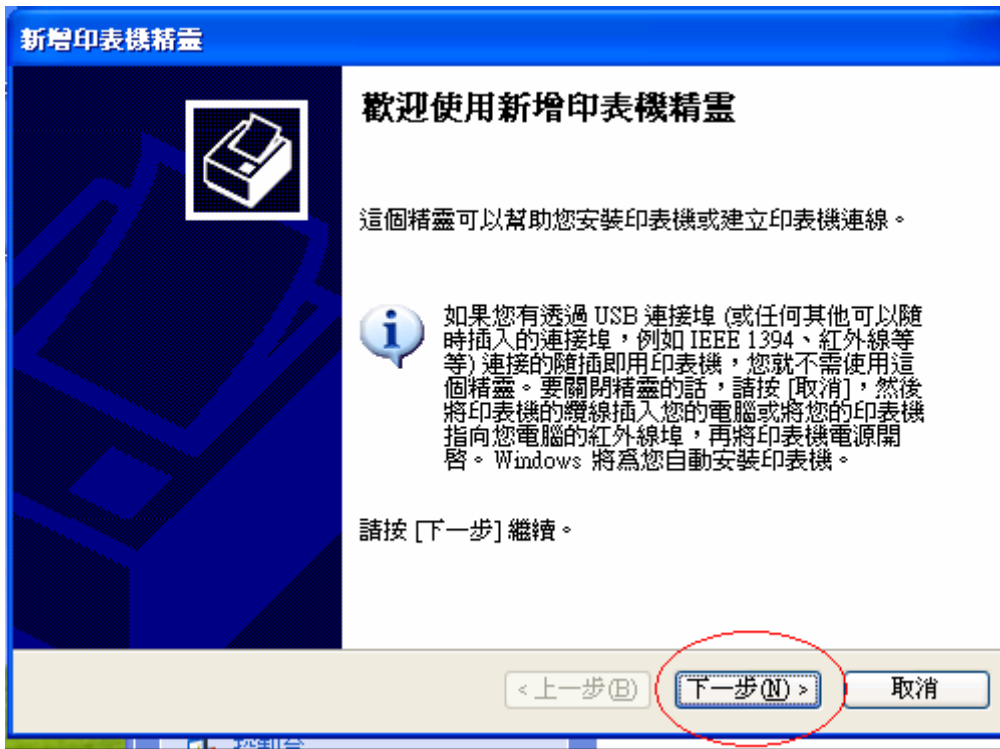 新增印表機精靈
歡迎使用新增印表機精靈
這個精靈可以幫助您安裝印表機或建立印表機連線。
如果您有透過 USB 連接埠 (或任何其他可以隨
時插入的連接埠，例如 IEEE 1394、紅外線等
等) 連接的隨插即用印表機，您就不需使用這
個精靈。要關閉精靈的話，請按 [取消]，然後
將印表機的纜線插入您的電腦或將您的印表機
指向您電腦的紅外線埠，再將印表機電源開
啓。Windows 將爲您自動安裝印表機。
請按 [下一步] 繼續。
< 上一步(B)
下一步(N) >
取消